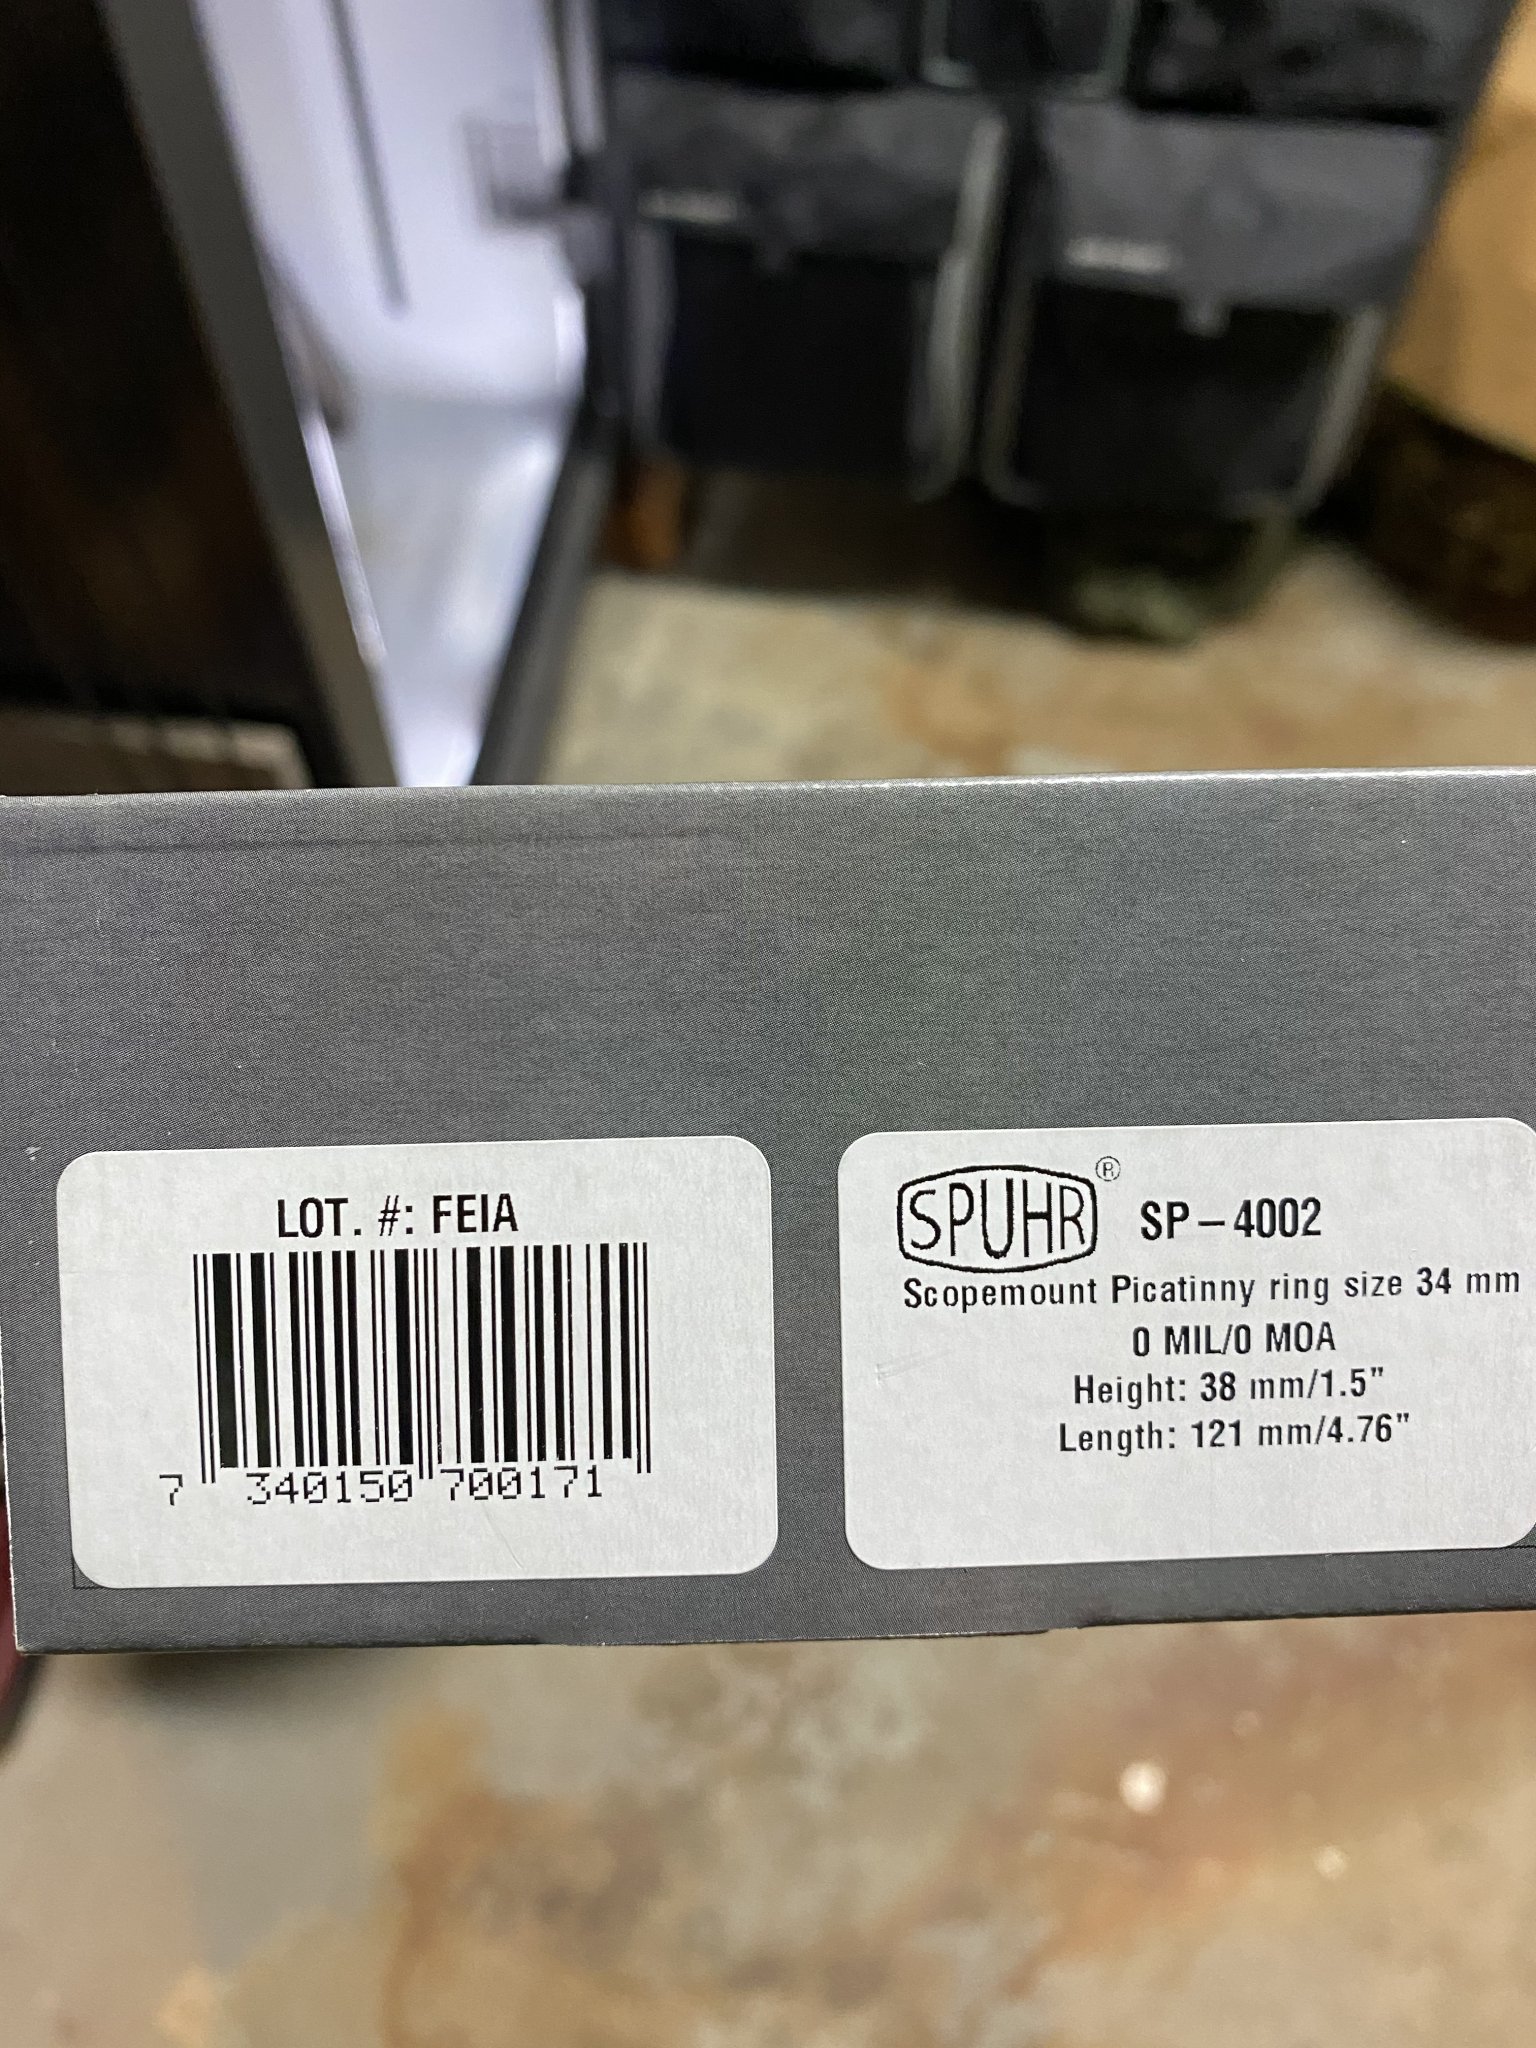 LOT. #: FEIA
7 340150 700171
SPUHR® SP-4002
Scopemount Picatinny ring size 34 mm
0 MIL/0 MOA
Height: 38 mm/1.5"
Length: 121 mm/4.76"